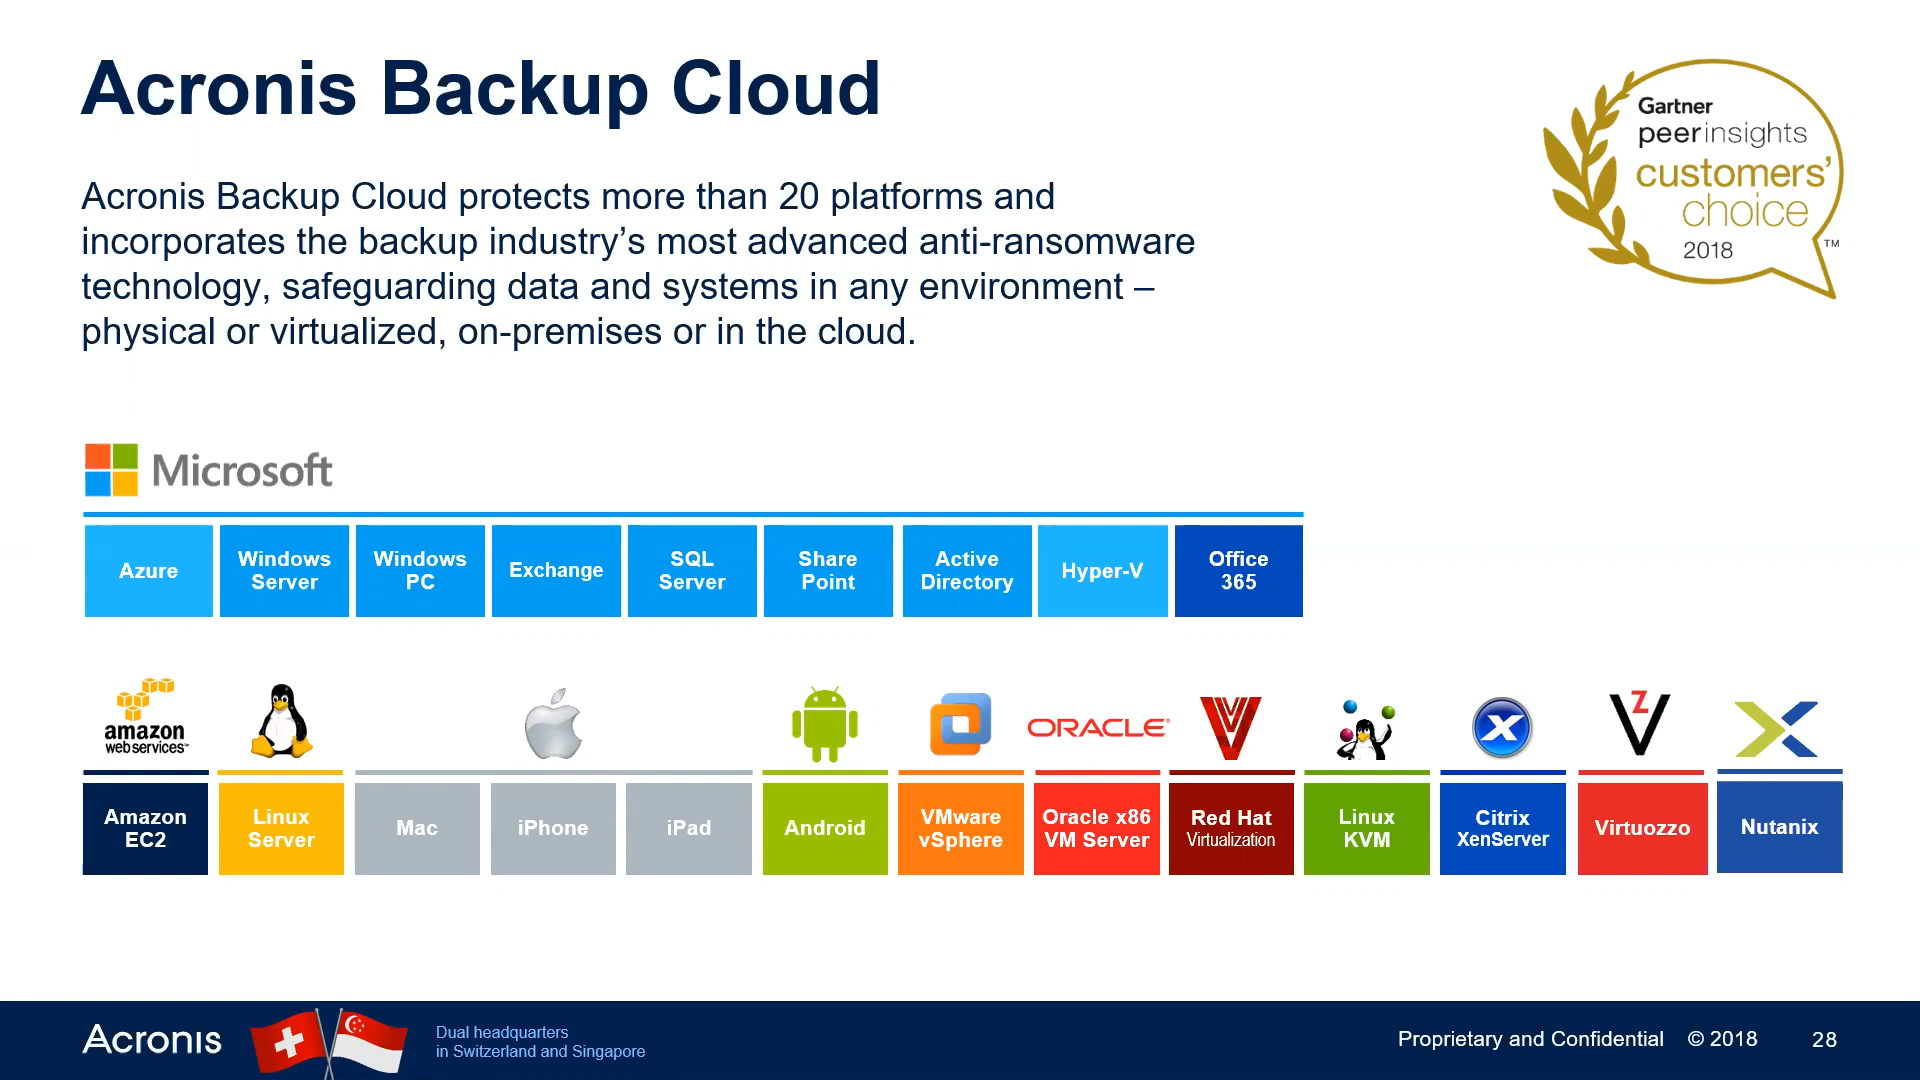 Acronis Backup Cloud
Gartner
peerinsights
customers’
choice
2018
™
Acronis Backup Cloud protects more than 20 platforms and
incorporates the backup industry’s most advanced anti-ransomware
technology, safeguarding data and systems in any environment –
physical or virtualized, on-premises or in the cloud.
Microsoft
Azure
Windows
Server
Windows
PC
Exchange
SQL
Server
Share
Point
Active
Directory
Hyper-V
Office
365
amazon
webservices™
ORACLE®
Amazon
EC2
Linux
Server
Mac
iPhone
iPad
Android
VMware
vSphere
Oracle x86
VM Server
Red Hat
Virtualization
Linux
KVM
Citrix
XenServer
VZ
Virtuozzo
Nutanix
Acronis
Dual headquarters
in Switzerland and Singapore
Proprietary and Confidential © 2018 28